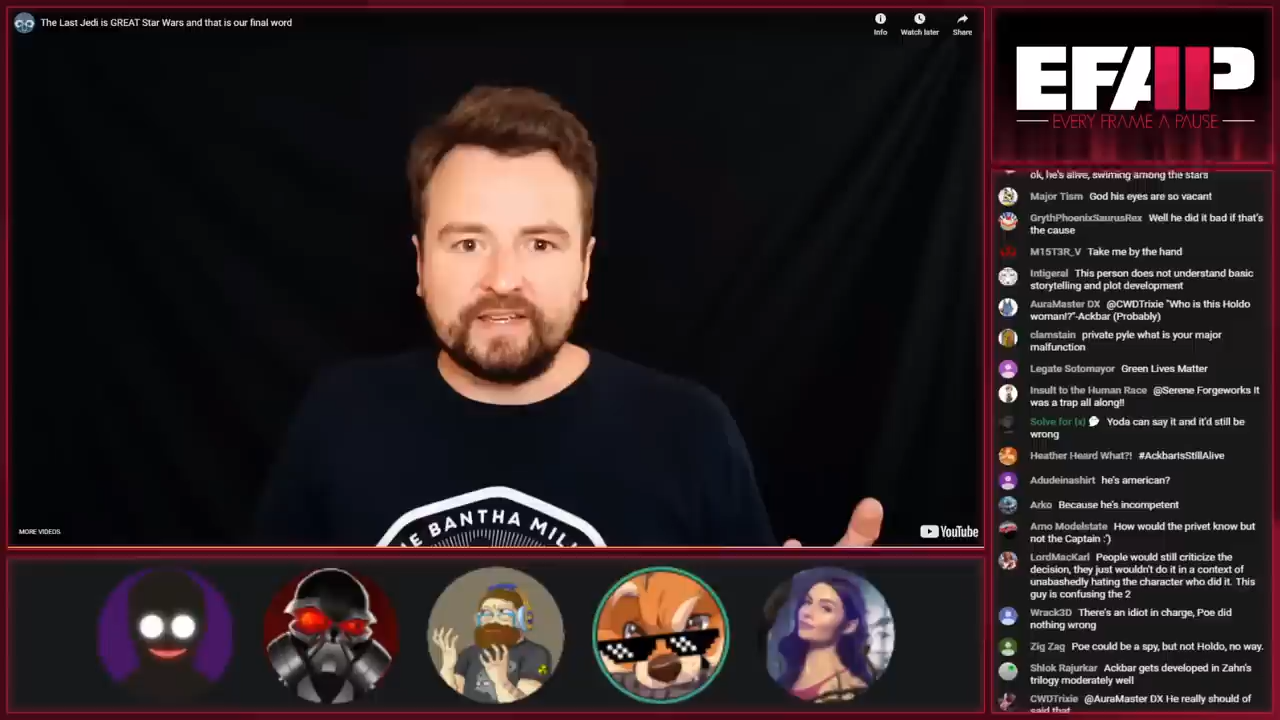 The Last Jedi is GREAT Star Wars and that is our final word
Info
Watch later
Share
MORE VIDEOS
YouTube
E BANTHA MIL
EFAP
EVERY FRAME A PAUSE
ok, he's alive, swiming among the stars
Major Tism God his eyes are so vacant
GrythPhoenixSaurusRex Well he did it bad if that's
the cause
M15T3R_V Take me by the hand
Intigeral This person does not understand basic
storytelling and plot development
AuraMaster DX @CWDTrixie "Who is this Holdo
woman!?"-Ackbar (Probably)
clamstain private pyle what is your major
malfunction
Legate Sotomayor Green Lives Matter
Insult to the Human Race @Serene Forgeworks It
was a trap all along!!
Solve for (x) Yoda can say it and it'd still be
wrong
Heather Heard What?! #AckbarIsStillAlive
Adudeinashirt he's american?
Arko Because he's incompetent
Arno Modelstate How would the privet know but
not the Captain :')
LordMacKarl People would still criticize the
decision, they just wouldn't do it in a context of
unabashedly hating the character who did it. This
guy is confusing the 2
Wrack3D There's an idiot in charge, Poe did
nothing wrong
Zig Zag Poe could be a spy, but not Holdo, no way.
Shlok Rajurkar Ackbar gets developed in Zahn's
trilogy moderately well
CWDTrixie @AuraMaster DX He really should of
said that